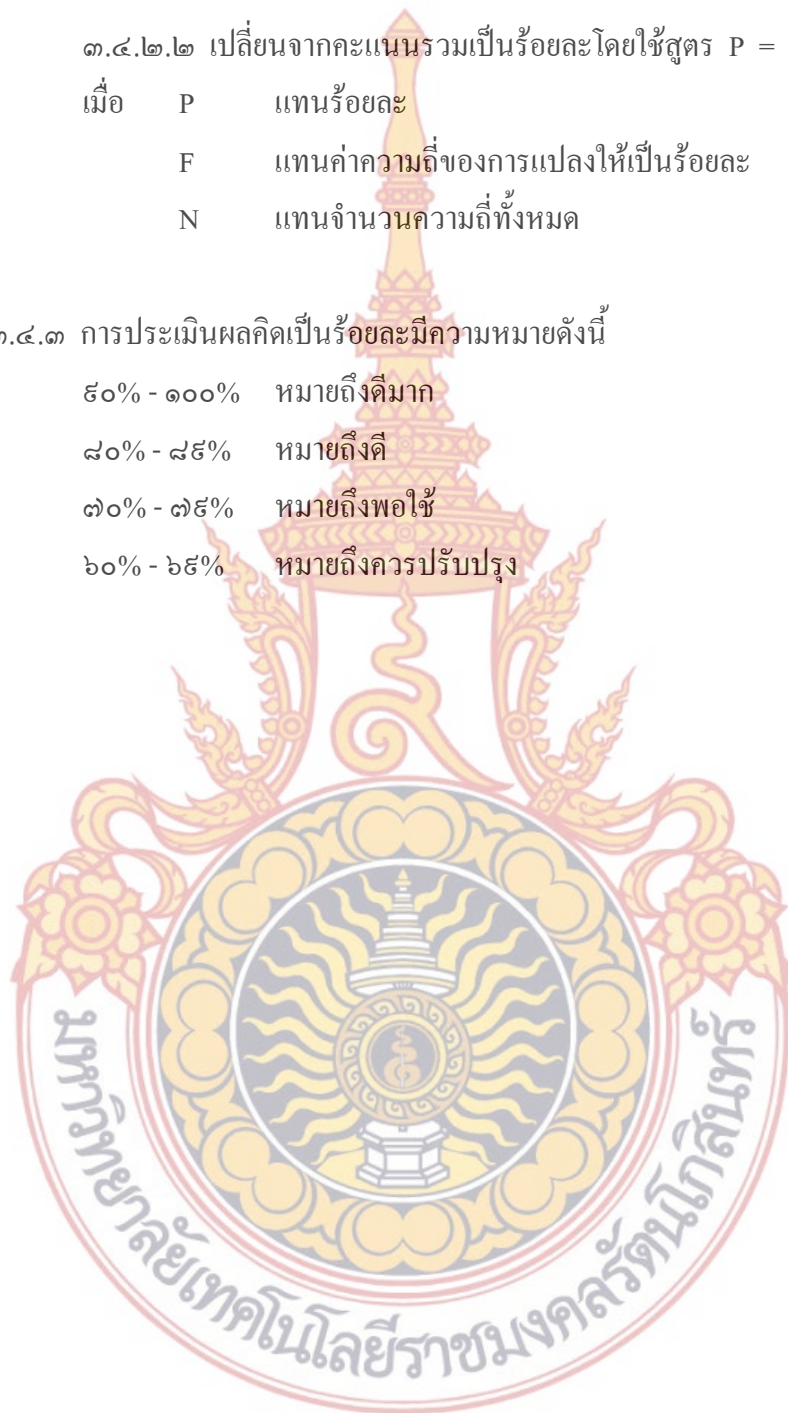 ๓.๔.๒.๒ เปลี่ยนจากคะแนนรวมเป็นร้อยละโดยใช้สูตร P =
เมื่อ P แทนร้อยละ
F แทนค่าความถี่ของการแปลงให้เป็นร้อยละ
N แทนจำนวนความถี่ทั้งหมด
.๔.๓ การประเมินผลคิดเป็นร้อยละมีความหมายดังนี้
๙๐% - ๑๐๐% หมายถึงดีมาก
๘๐% - ๘๙% หมายถึงดี
๗๐% - ๗๙% หมายถึงพอใช้
๖๐% - ๖๙% หมายถึงควรปรับปรุง
มหาวิทยาลัยเทคโนโลยีราชมงคลรัตนโกสินทร์